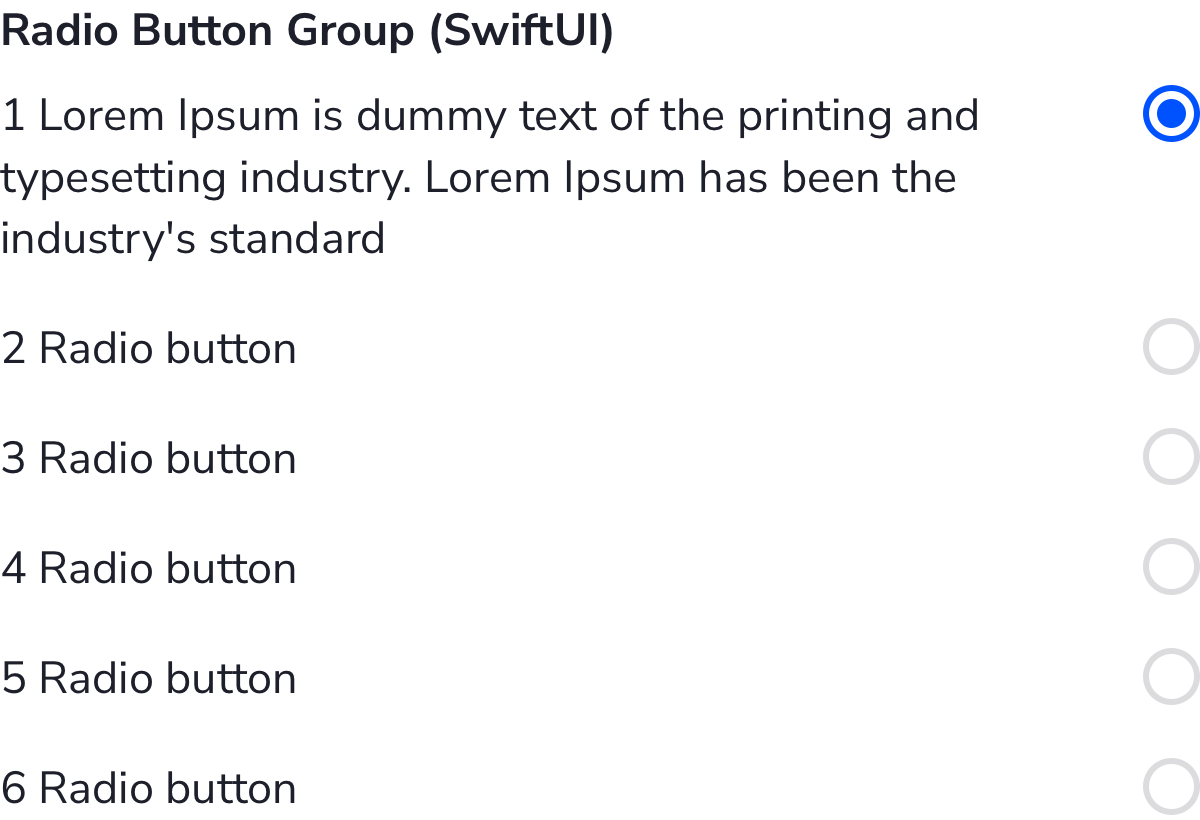 Radio Button Group (SwiftUI)
1 Lorem Ipsum is dummy text of the printing and
typesetting industry. Lorem Ipsum has been the
industry's standard
2 Radio button
3 Radio button
4 Radio button
5 Radio button
6 Radio button